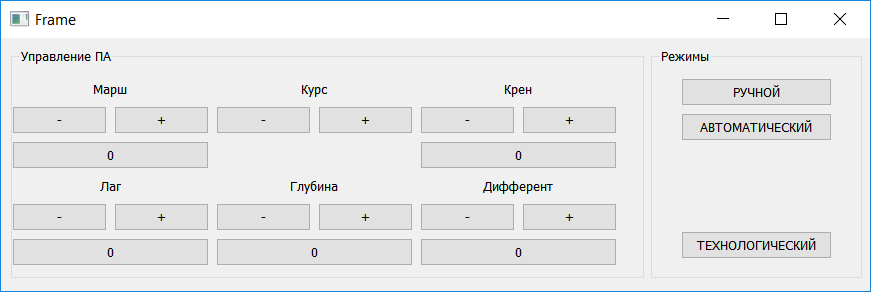 Frame
Управление ПА
Режимы
Марш Курс Крен
- + - + - +
0 0
Лаг Глубина Дифферент
- + - + - +
0 0 0
РУЧНОЙ
АВТОМАТИЧЕСКИЙ
ТЕХНОЛОГИЧЕСКИЙ